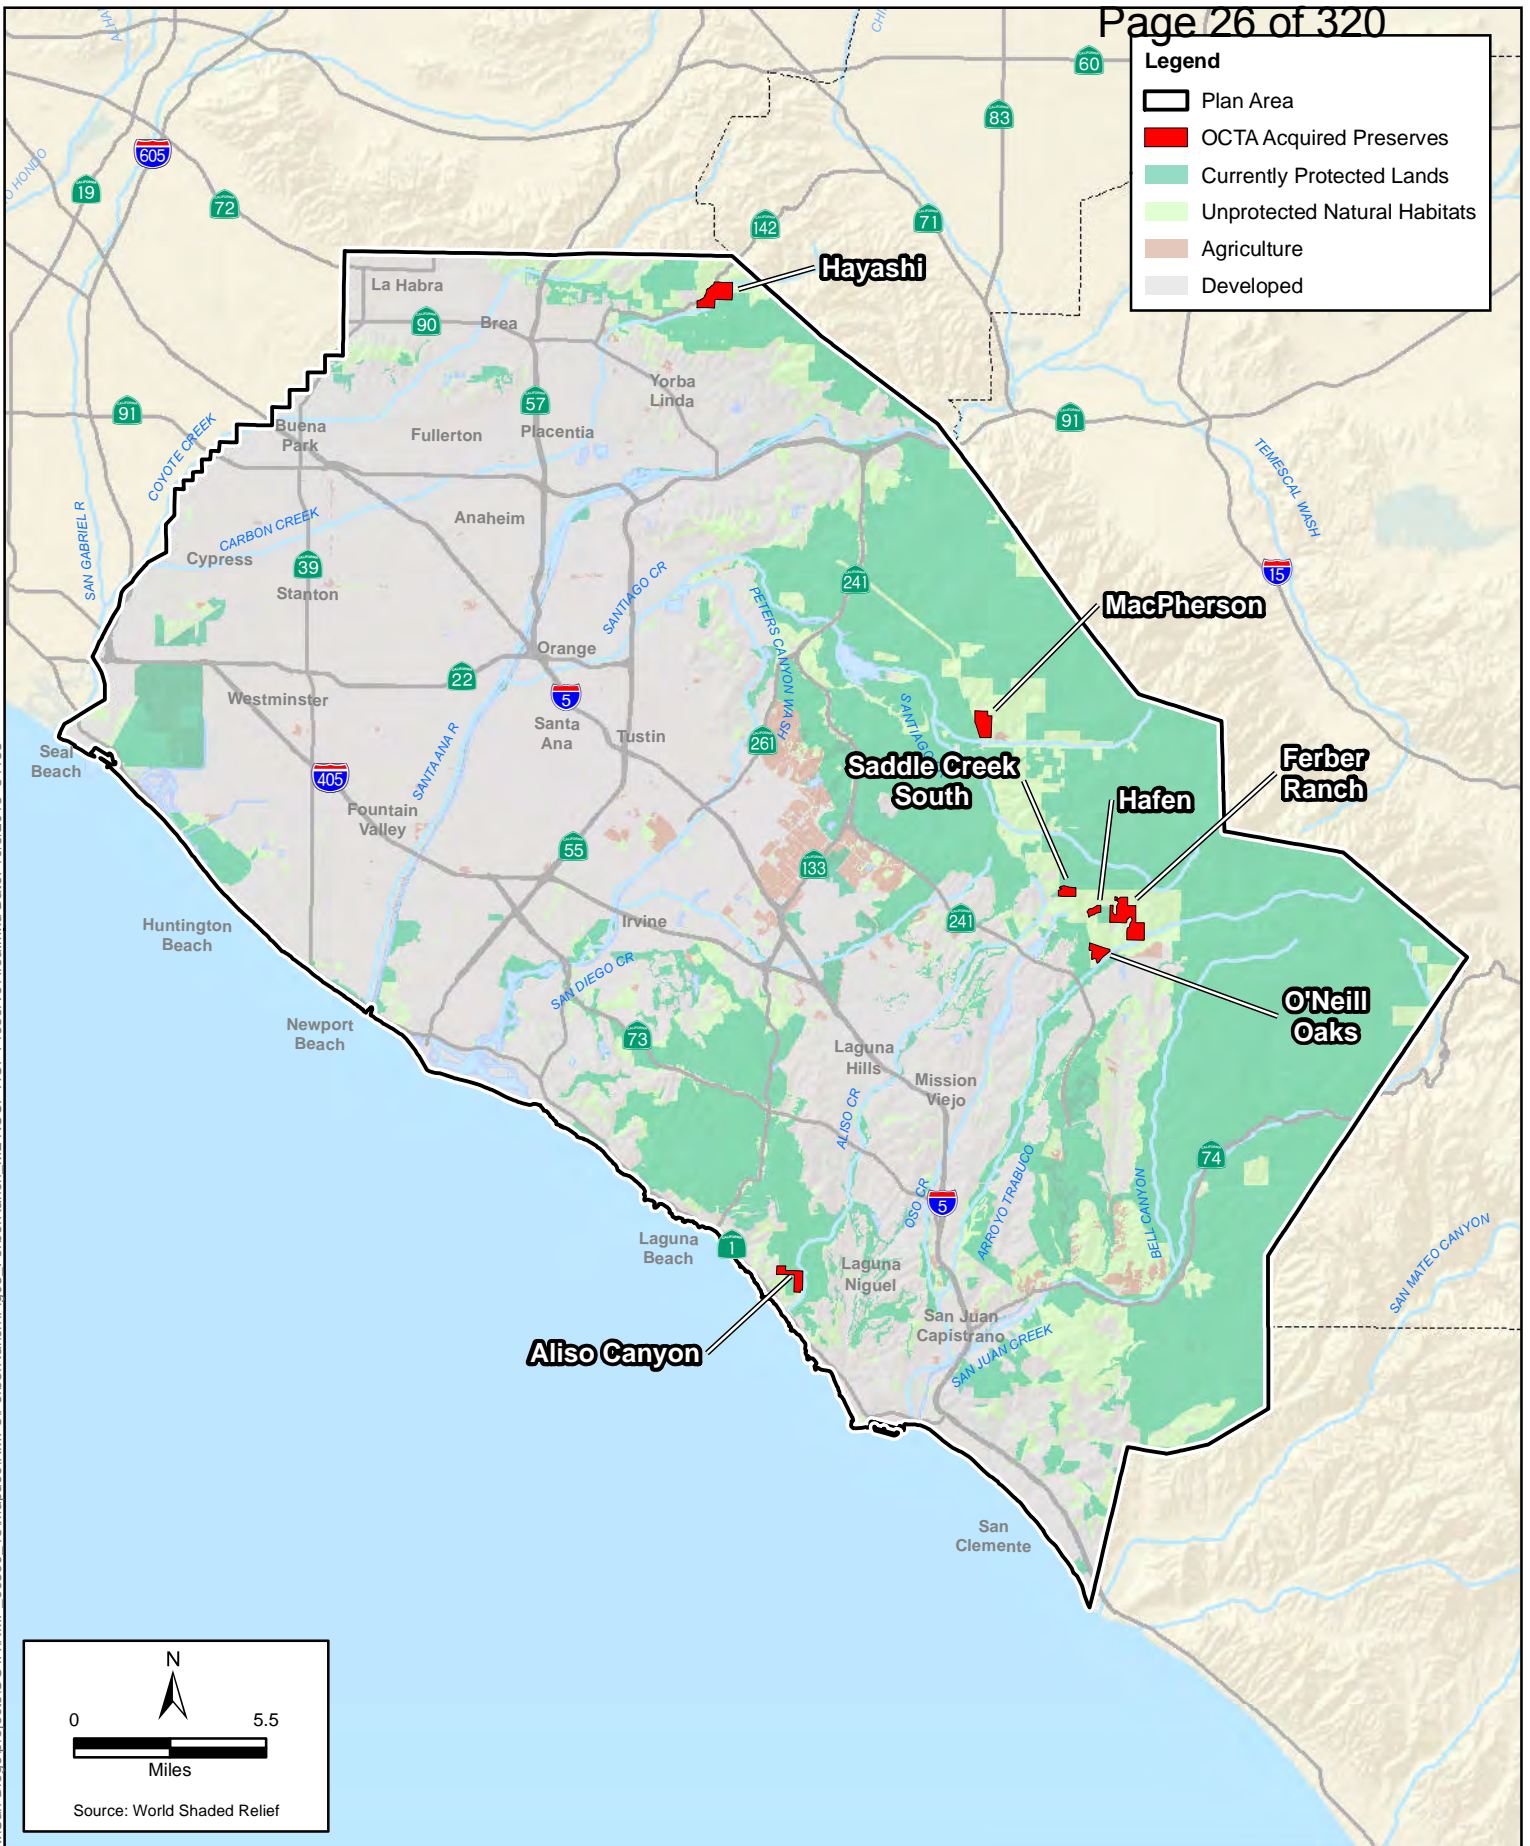 Page 26 of 320
Legend
Plan Area
OCTA Acquired Preserves
Currently Protected Lands
Unprotected Natural Habitats
Agriculture
Developed
60
83
605
19
72
142
71
Hayashi
La Habra
90
Brea
Yorba
Linda
57
91
91
Buena
Park
Fullerton
Placentia
COYOTE CREEK
TEMESCAL WASH
SAN GABRIEL R
CARBON CREEK
Anaheim
Cypress
39
Stanton
SANTIAGO CR
241
15
PETERS CANYON WASH
MacPherson
Orange
22
5
Westminster
Santa
Ana
Tustin
261
SANTIAGO
SANTA ANA R
Seal
Beach
405
Saddle Creek
South
Hafen
Ferber
Ranch
Fountain
Valley
55
133
241
Huntington
Beach
Irvine
SAN DIEGO CR
O'Neill
Oaks
Newport
Beach
73
Laguna
Hills
Mission
Viejo
ALISO CR
74
ARROYO TRABUCO
BELL CANYON
OSO CR
5
Laguna
Beach
1
Laguna
Niguel
SAN MATEO CANYON
San Juan
Capistrano
SAN JUAN CREEK
Aliso Canyon
San
Clemente
N
0 5.5
Miles
Source: World Shaded Relief